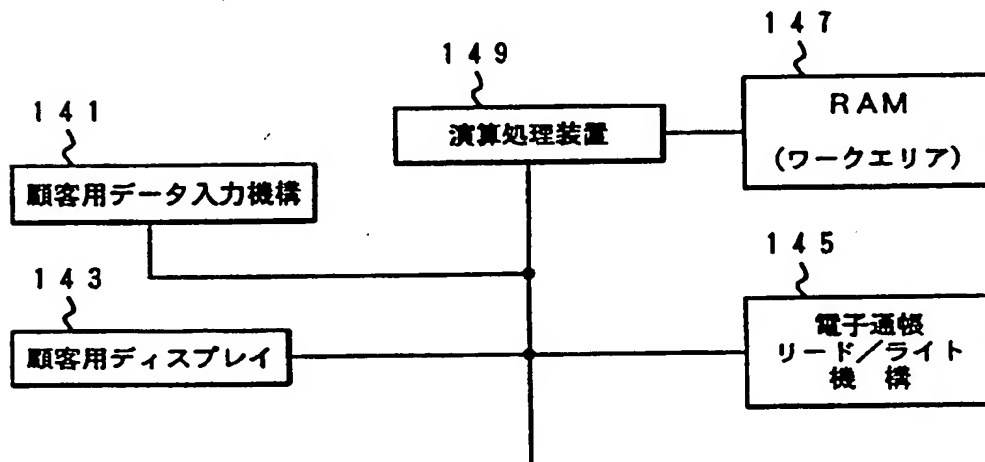 147
149
RAM
(ワークエリア)
演算処理装置
141
顧客用データ入力機構
145
143
電子通帳
リード/ライト
機 構
顧客用ディスプレイ